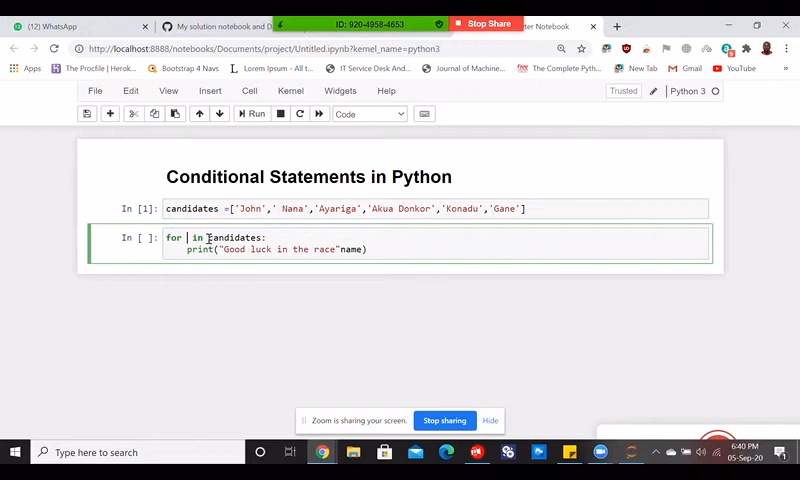 (12) WhatsApp
My solution notebook and D
ID: 920-4958-4653
Stop Share
ter Notebook
http://localhost:8888/notebooks/Documents/project/Untitled.ipynb?kernel_name=python3
Apps
The Procfile | Herok...
Bootstrap 4 Navs
Lorem Ipsum - All t...
IT Service Desk And...
Journal of Machine...
The Complete Pyth...
New Tab
Gmail
YouTube
File Edit View Insert Cell Kernel Widgets Help
Trusted
Python 3
Run
Code
Conditional Statements in Python
In [1]: candidates =['John',' Nana','Ayariga','Akua Donkor','Konadu','Gane']
In [ ]: for in candidates:
print("Good luck in the race"name)
Zoom is sharing your screen.
Stop sharing
Hide
Type here to search
6:40 PM
05-Sep-20